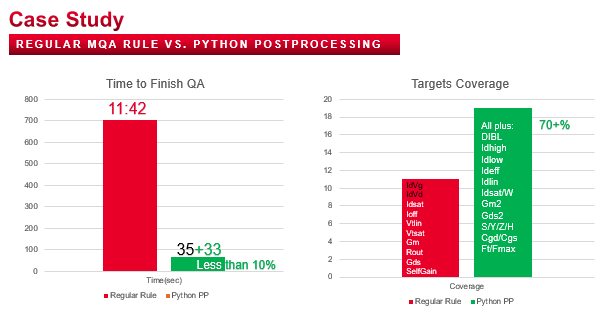 Case Study
REGULAR MQA RULE VS. PYTHON POSTPROCESSING
Time to Finish QA
800
700
600
500
400
300
200
100
0
11:42
35+33
Less than 10%
Time(sec)
Regular Rule
Python PP
Targets Coverage
20
18
16
14
12
10
8
6
4
2
0
IdVg
IdVd
Idsat
Ioff
Vtlin
Vtsat
Gm
Rout
Gds
SelfGain
All plus:
DIBL
Idhigh
Idlow
Ideff
Idlin
Idsat/W
Gm2
Gds2
S/Y/Z/H
Cgd/Cgs
Ft/Fmax
70+%
Coverage
Regular Rule
Python PP